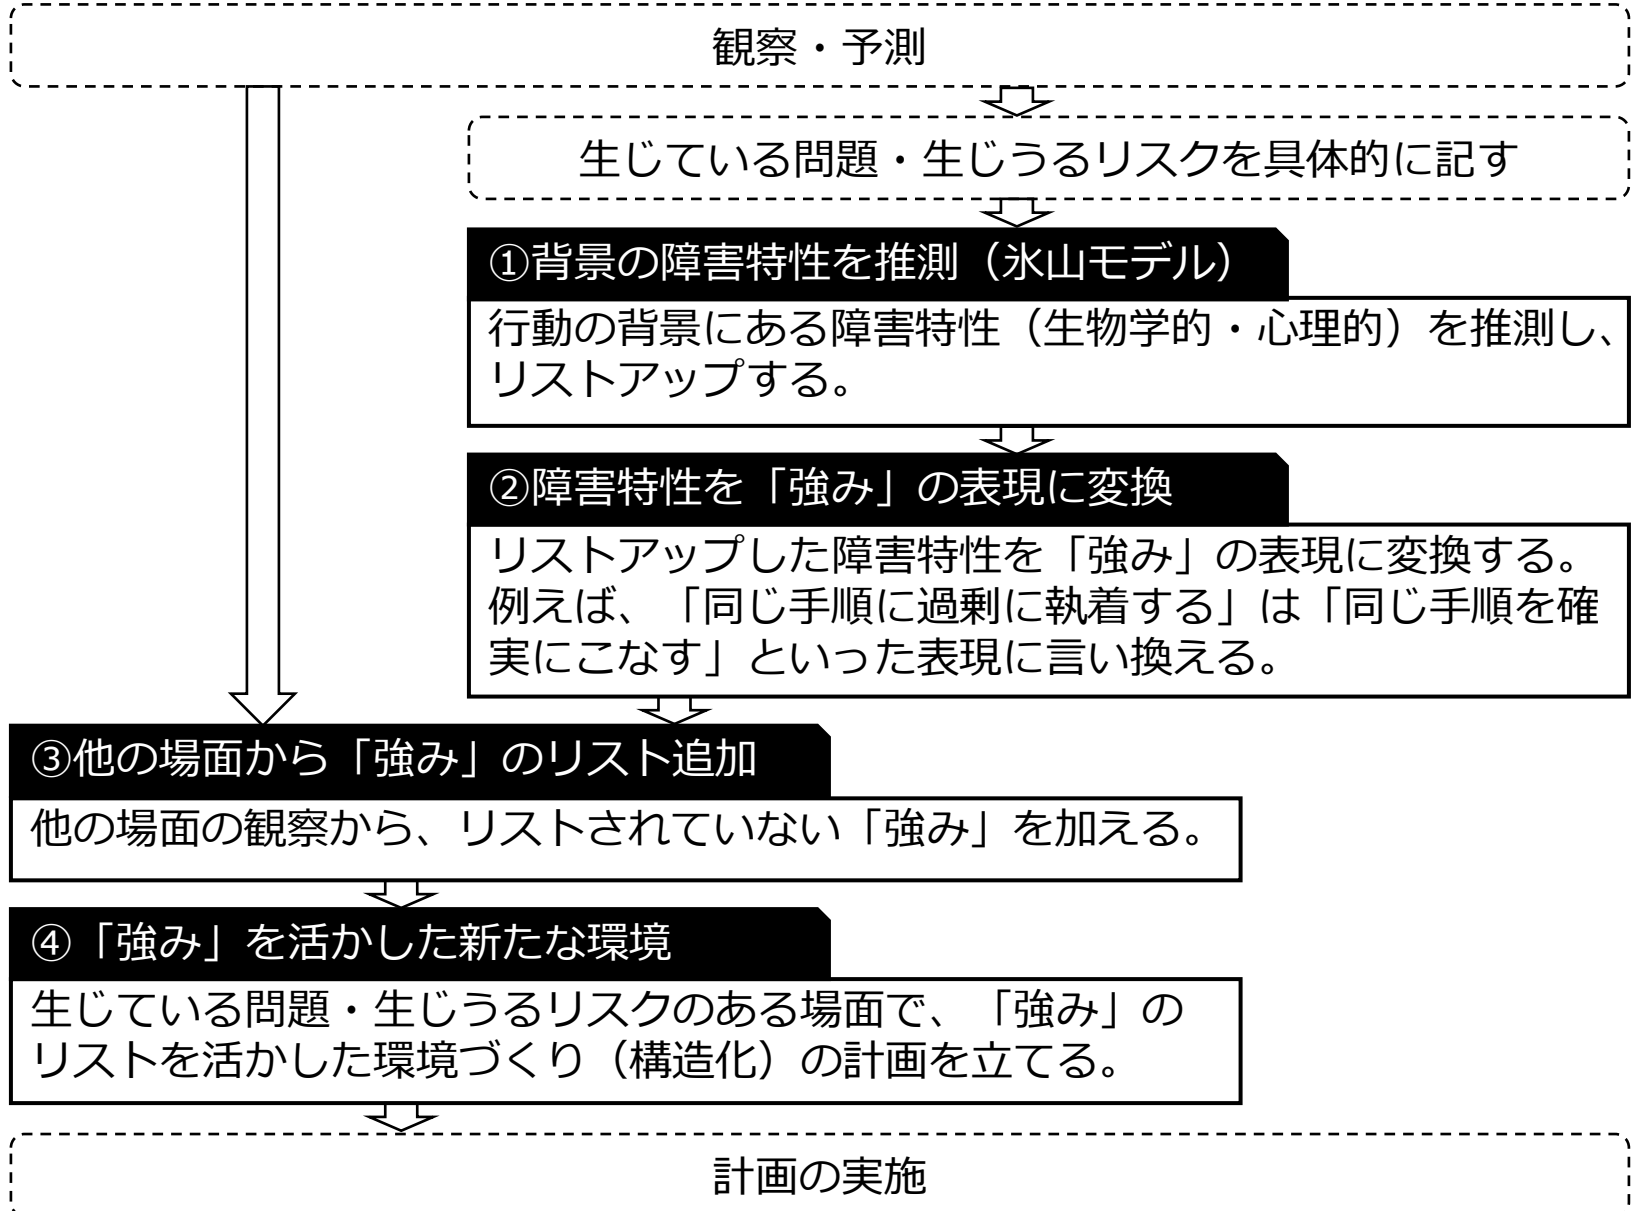 観察・予測
生じている問題・生じうるリスクを具体的に記す
①背景の障害特性を推測（氷山モデル）
行動の背景にある障害特性（生物学的・心理的）を推測し、
リストアップする。
②障害特性を「強み」の表現に変換
リストアップした障害特性を「強み」の表現に変換する。
例えば、「同じ手順に過剰に執着する」は「同じ手順を確
実にこなす」といった表現に言い換える。
③他の場面から「強み」のリスト追加
他の場面の観察から、リストされていない「強み」を加える。
④「強み」を活かした新たな環境
生じている問題・生じうるリスクのある場面で、「強み」の
リストを活かした環境づくり（構造化）の計画を立てる。
計画の実施